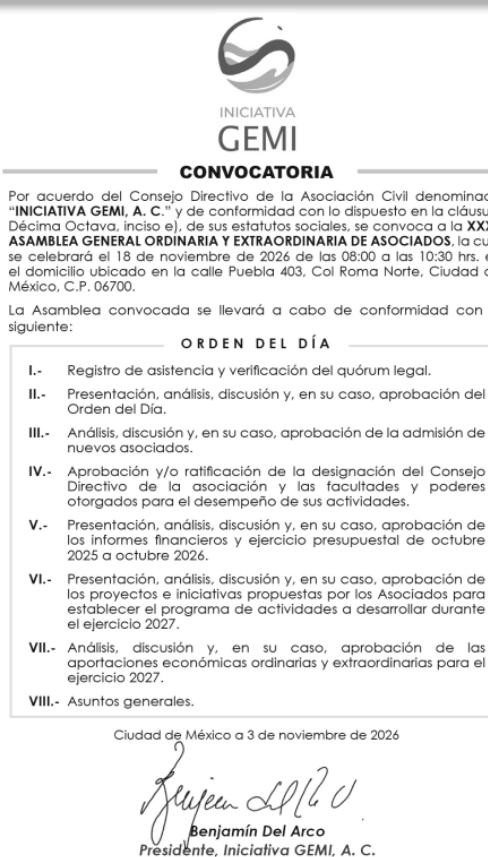 INICIATIVA
GEMI
CONVOCATORIA
Por acuerdo del Consejo Directivo de la Asociación Civil
“INICIATIVA GEMI, A. C.” y de conformidad con lo dispuesto en la
Décima Octava, inciso e), de sus estatutos sociales, se convoca a la
ASAMBLEA GENERAL ORDINARIA Y EXTRAORDINARIA DE ASOCIADOS, la
se celebrará el 18 de noviembre de 2026 de las 08:00 a las 10:30 hrs.
el domicilio ubicado en la calle Puebla 403, Col Roma Norte, Ciudad
México, C.P. 06700.
La Asamblea convocada se llevará a cabo de conformidad con
siguiente:
ORDEN DEL DÍA
I.- Registro de asistencia y verificación del quórum legal.
II.- Presentación, análisis, discusión y, en su caso, aprobación del
Orden del Día.
III.- Análisis, discusión y, en su caso, aprobación de la admisión de
nuevos asociados.
IV.- Aprobación y/o ratificación de la designación del Consejo
Directivo de la asociación y las facultades y poderes
otorgados para el desempeño de sus actividades.
V.- Presentación, análisis, discusión y, en su caso, aprobación de
los informes financieros y ejercicio presupuestal de octubre
2025 a octubre 2026.
VI.- Presentación, análisis, discusión y, en su caso, aprobación de
los proyectos e iniciativas propuestas por los Asociados para
establecer el programa de actividades a desarrollar durante
el ejercicio 2027.
VII.- Análisis, discusión y, en su caso, aprobación de las
aportaciones económicas ordinarias y extraordinarias para el
ejercicio 2027.
VIII.- Asuntos generales.
Ciudad de México a 3 de noviembre de 2026
Benjamín Del Arco
Presidente, Iniciativa GEMI, A. C.